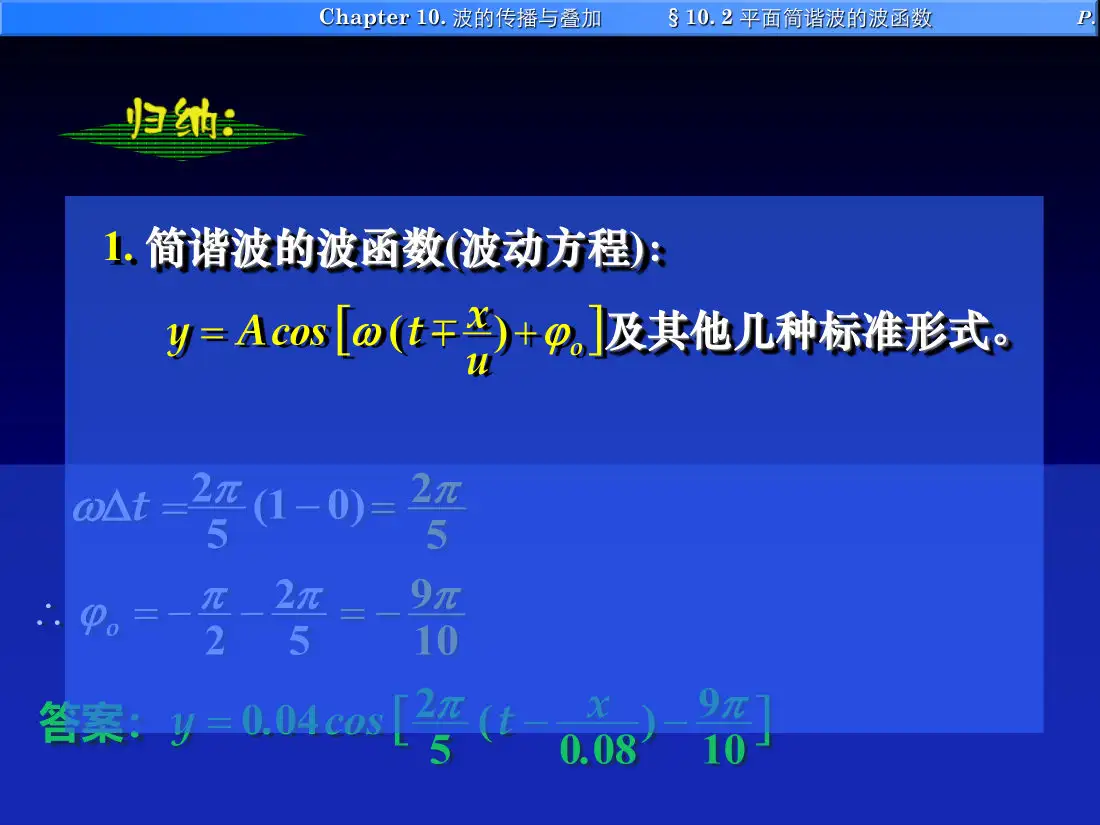 Chapter 10. 波的传播与叠加 § 10. 2 平面简谐波的波函数 P.
归纳:
1. 简谐波的波函数(波动方程):
y = A cos[ω(t ∓ x/u) + φ₀]及其他几种标准形式。
ωΔt = 2π/5 (1 − 0) = 2π/5
∴ φ₀ = − π/2 − 2π/5 = − 9π/10
答案: y = 0.04 cos[2π/5 (t − x/0.08) − 9π/10]